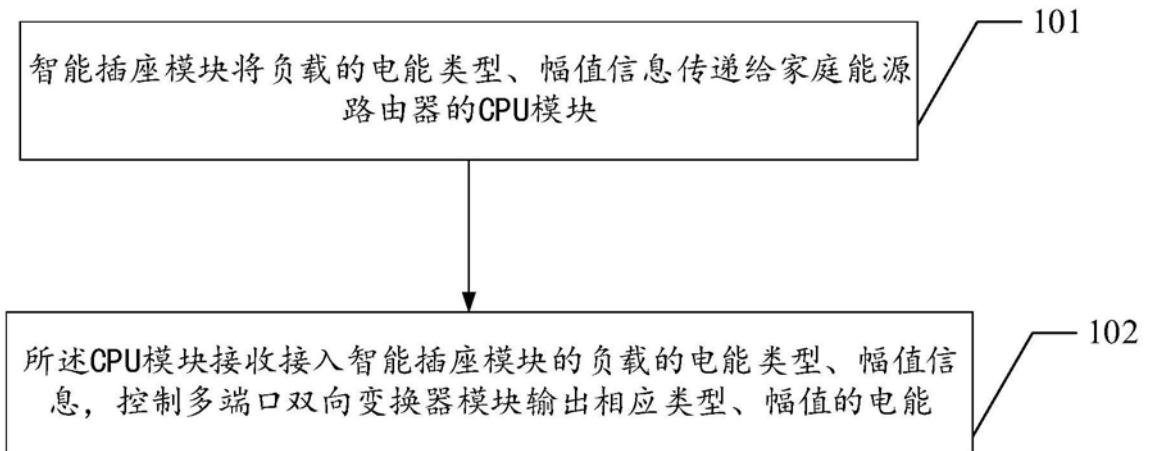 101
智能插座模块将负载的电能类型、幅值信息传递给家庭能源
路由器的CPU模块
102
所述CPU模块接收接入智能插座模块的负载的电能类型、幅值信
息，控制多端口双向变换器模块输出相应类型、幅值的电能